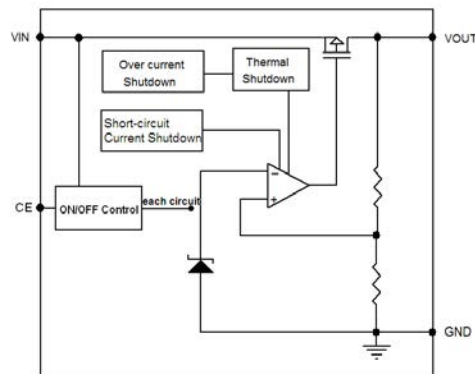 VIN
VOUT
Over current
Shutdown
Thermal
Shutdown
Short-circuit
Current Shutdown
−
+
CE
ON/OFF Control
each circuit
GND